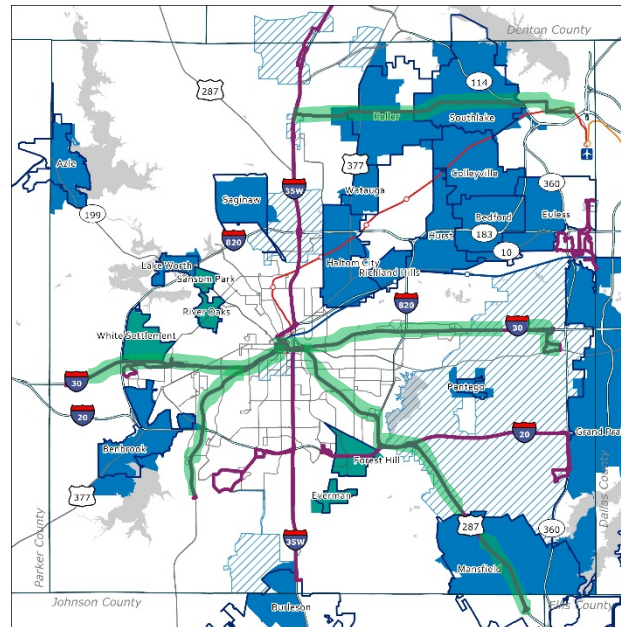 Denton County
287
114
Keller
Southlake
377
Colleyville
Azle
35W
Watauga
360
Saginaw
199
Bedford
Euless
820
183
Hurst
10
Lake Worth
Haltom City
Richland Hills
Sansom Park
River Oaks
820
White Settlement
30
30
Pantego
20
Grand Prai
20
Benbrook
Forest Hill
377
Everman
287
360
Parker County
Dallas County
35W
Mansfield
Johnson County
Burleson
Ellis County